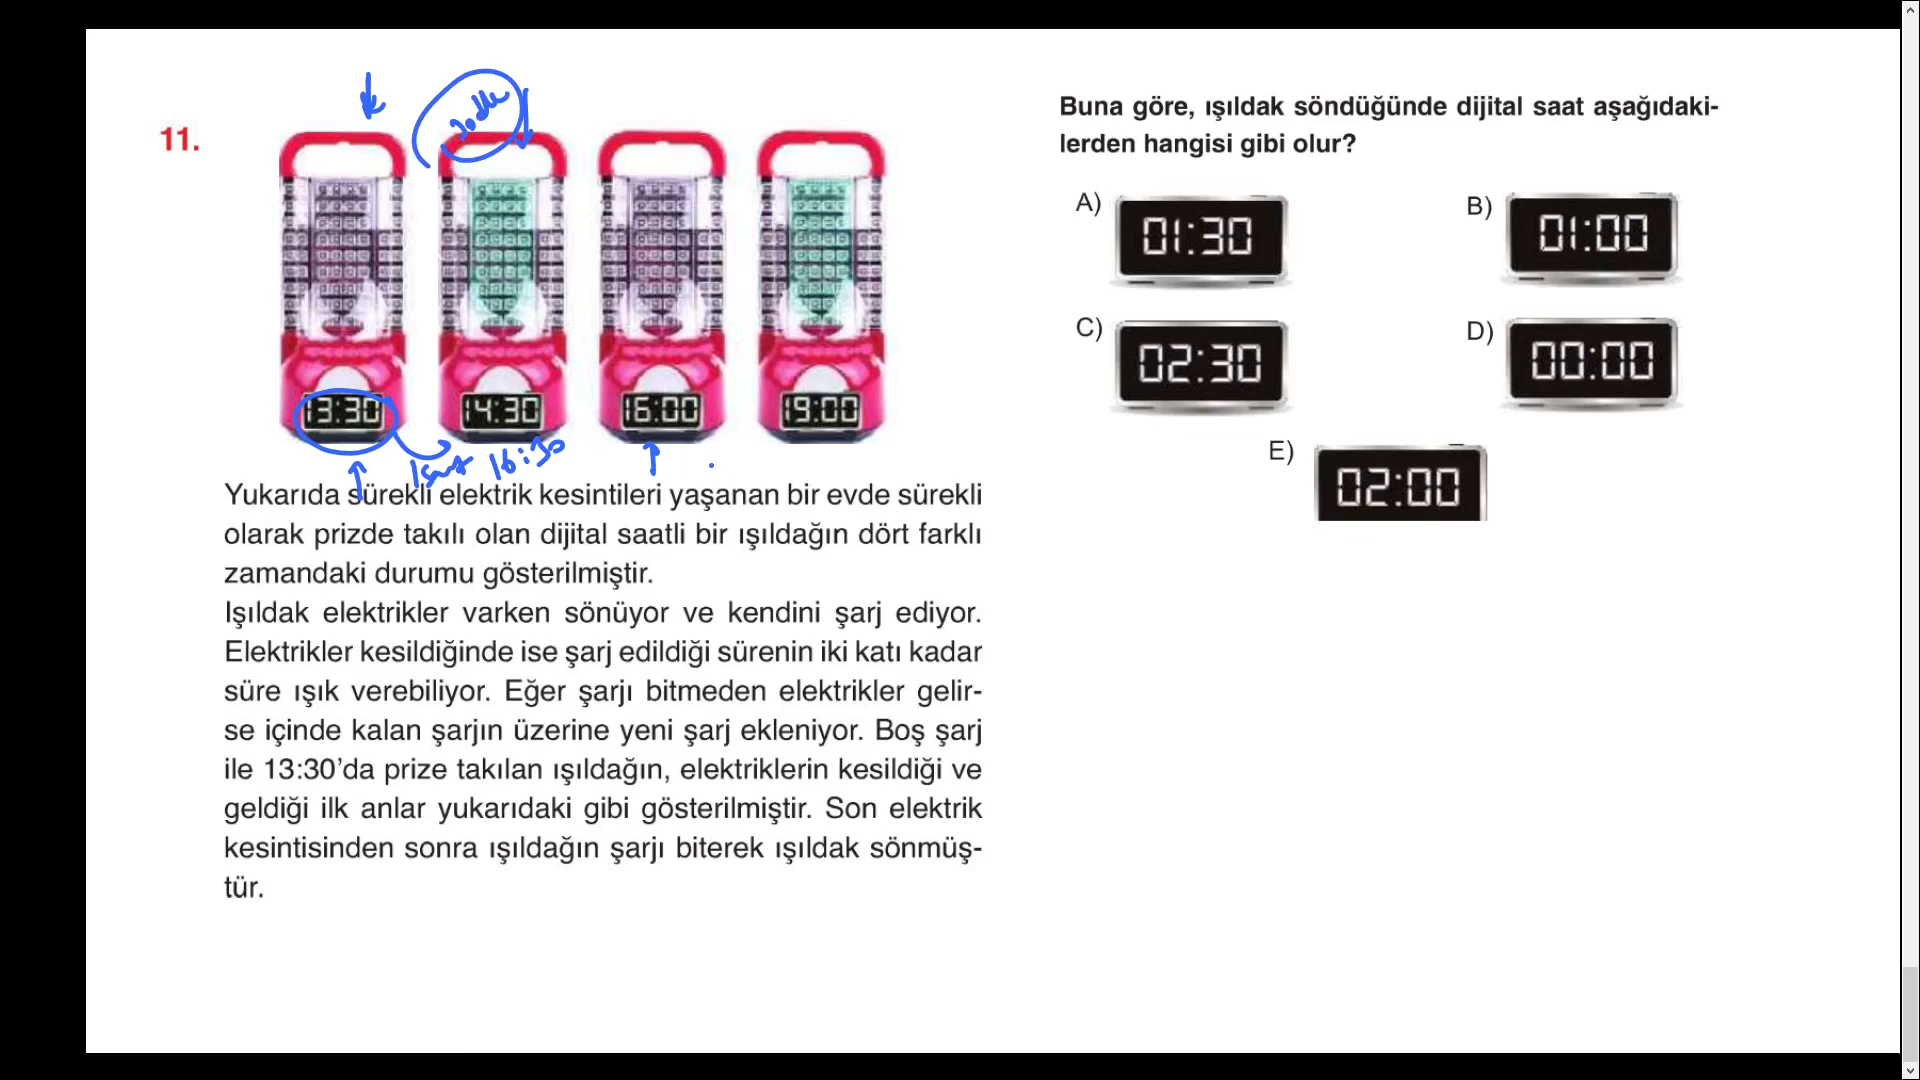 11.
13:30
14:30
16:00
19:00
1 saat 16:30
Yukarıda sürekli elektrik kesintileri yaşanan bir evde sürekli
olarak prizde takılı olan dijital saatli bir ışıldağın dört farklı
zamandaki durumu gösterilmiştir.
Işıldak elektrikler varken sönüyor ve kendini şarj ediyor.
Elektrikler kesildiğinde ise şarj edildiği sürenin iki katı kadar
süre ışık verebiliyor. Eğer şarjı bitmeden elektrikler gelir-
se içinde kalan şarjın üzerine yeni şarj ekleniyor. Boş şarj
ile 13:30’da prize takılan ışıldağın, elektriklerin kesildiği ve
geldiği ilk anlar yukarıdaki gibi gösterilmiştir. Son elektrik
kesintisinden sonra ışıldağın şarjı biterek ışıldak sönmüş-
tür.
Buna göre, ışıldak söndüğünde dijital saat aşağıdaki-
lerden hangisi gibi olur?
A) 01:30
B) 01:00
C) 02:30
D) 00:00
E) 02:00